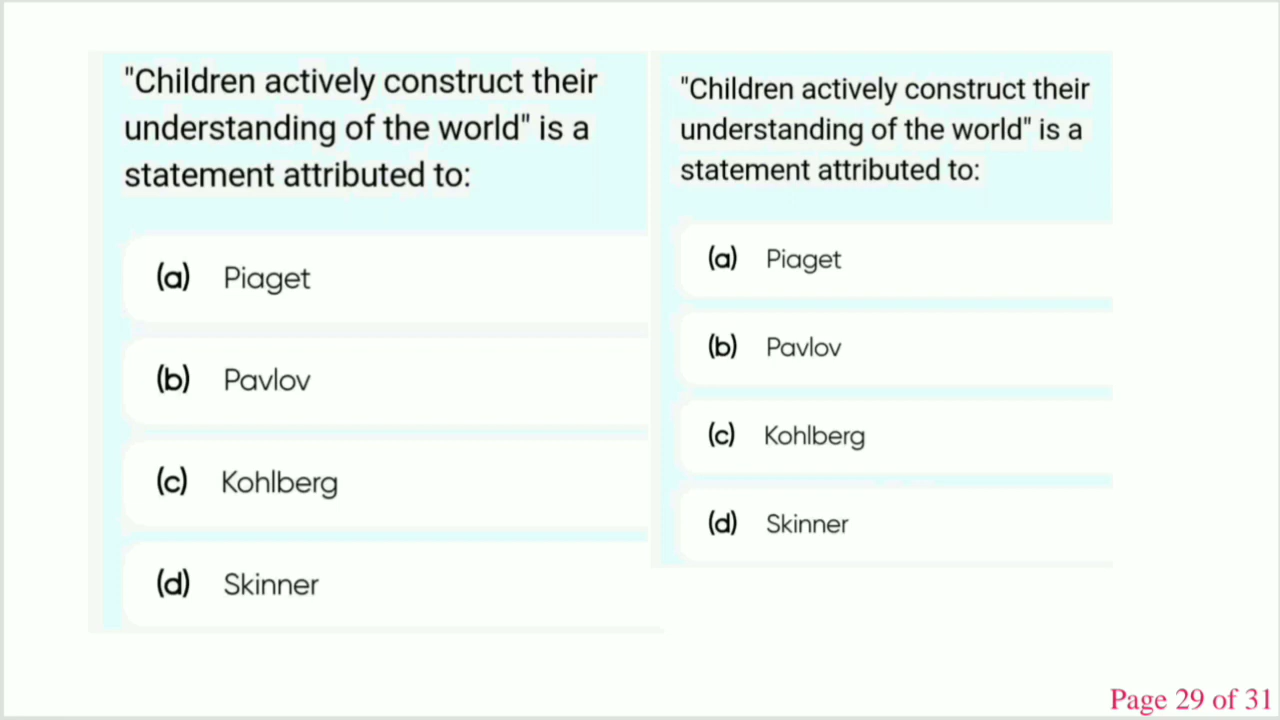 "Children actively construct their
understanding of the world" is a
statement attributed to:
(a) Piaget
(b) Pavlov
(c) Kohlberg
(d) Skinner
"Children actively construct their
understanding of the world" is a
statement attributed to:
(a) Piaget
(b) Pavlov
(c) Kohlberg
(d) Skinner
Page 29 of 31